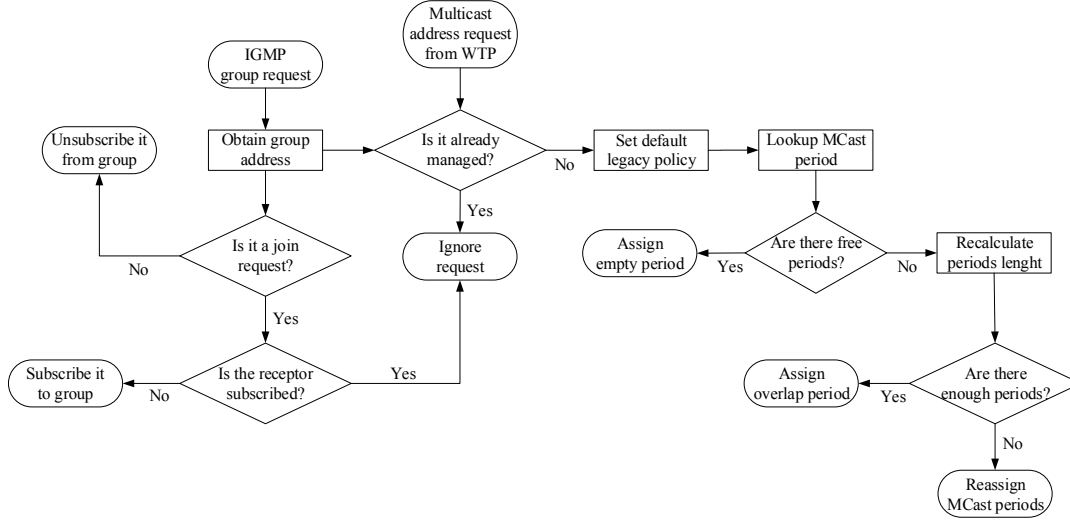 Multicast
address request
from WTP
IGMP
group request
Unsubscribe it
from group
Obtain group
address
Is it already
managed?
No
Set default
legacy policy
Lookup MCast
period
Yes
Is it a join
request?
No
Ignore
request
Assign
empty period
Yes
Are there free
periods?
No
Recalculate
periods lenght
Yes
Subscribe it
to group
No
Is the receptor
subscribed?
Yes
Assign
overlap period
Yes
Are there
enough periods?
No
Reassign
MCast periods